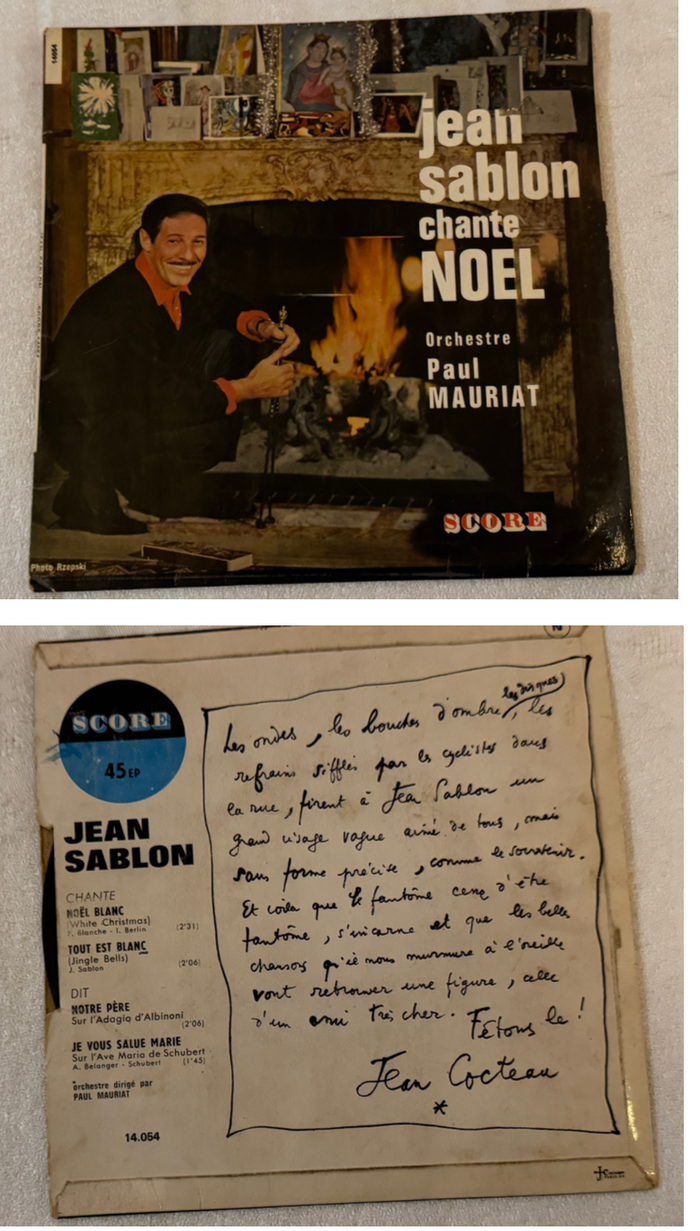 14054
jean
sablon
chante
NOEL
Orchestre
Paul
MAURIAT
SCORE
Photo Rzepski
SCORE
45 EP
JEAN
SABLON
CHANTE
NOËL BLANC
(White Christmas)
F. Blanche - I. Berlin (2'31)
TOUT EST BLANC
(Jingle Bells)
J. Sablon (2'06)
DIT
NOTRE PÈRE
Sur l'Adagio d'Albinoni
(2'06)
JE VOUS SALUE MARIE
Sur l'Ave Maria de Schubert
A. Belanger - Schubert (1'45)
orchestre dirigé par
PAUL MAURIAT
14.054
les disques
Les ondes, les bouches d'ombre, les
refrains sifflés par les cyclistes dans
la rue, firent à Jean Sablon un
grand visage vague aimé de tous, mais
sans forme précise, comme le souvenir.
Et voila que le fantôme cesse d'être
fantôme, s'incarne et que les belles
chansons qu'il nous murmure à l'oreille
vont retrouver une figure, celle
d'un ami très cher. Fêtons le!
Jean Cocteau